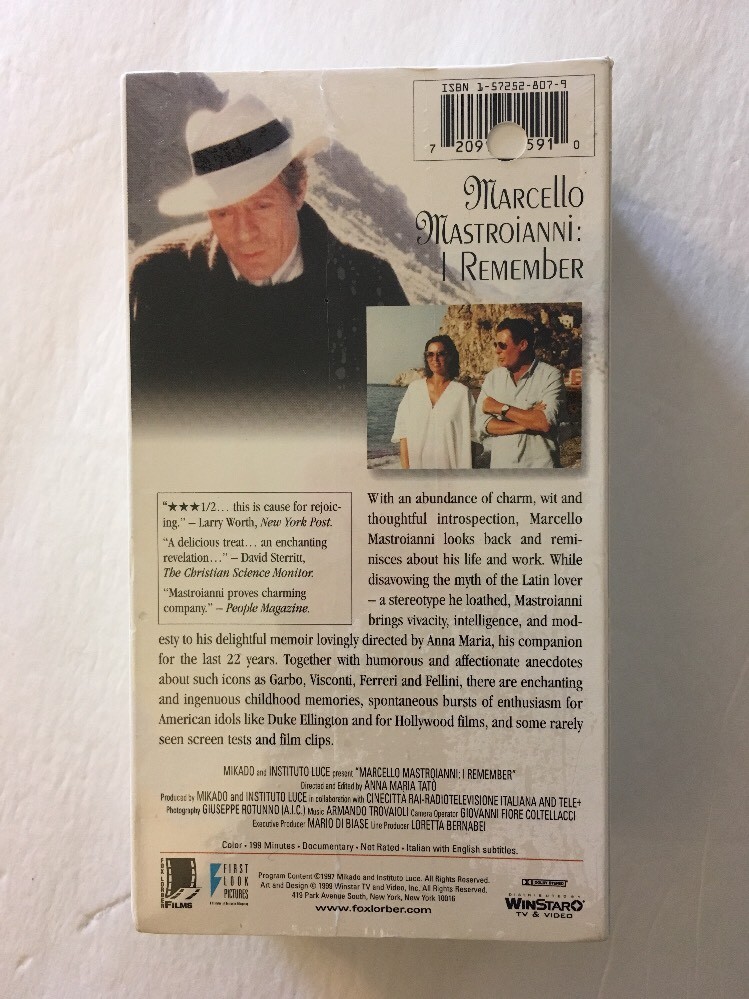 ISBN 1-57252-807-9
7 209 591 0
Marcello
Mastroianni:
I Remember
"★★★1/2... this is cause for rejoic-
ing." – Larry Worth, New York Post.
"A delicious treat... an enchanting
revelation..." – David Sterritt,
The Christian Science Monitor.
"Mastroianni proves charming
company." – People Magazine.
With an abundance of charm, wit and
thoughtful introspection, Marcello
Mastroianni looks back and remi-
nisces about his life and work. While
disavowing the myth of the Latin lover
– a stereotype he loathed, Mastroianni
brings vivacity, intelligence, and mod-
esty to his delightful memoir lovingly directed by Anna Maria, his companion
for the last 22 years. Together with humorous and affectionate anecdotes
about such icons as Garbo, Visconti, Ferreri and Fellini, there are enchanting
and ingenuous childhood memories, spontaneous bursts of enthusiasm for
American idols like Duke Ellington and for Hollywood films, and some rarely
seen screen tests and film clips.
MIKADO and INSTITUTO LUCE present "MARCELLO MASTROIANNI: I REMEMBER"
Directed and Edited by ANNA MARIA TATÒ
Produced by MIKADO and INSTITUTO LUCE in collaboration with CINECITTA RAI-RADIOTELEVISIONE ITALIANA AND TELE+
Photography GIUSEPPE ROTUNNO (A.I.C.) Music ARMANDO TROVAIOLI Camera Operator GIOVANNI FIORE COLTELLACCI
Executive Producer MARIO DI BIASE Line Producer LORETTA BERNABEI
Color • 199 Minutes • Documentary • Not Rated • Italian with English subtitles.
FOX LORBER
FILMS
FIRST
LOOK
PICTURES
Program Content ©1997 Mikado and Instituto Luce. All Rights Reserved.
Art and Design © 1999 Winstar TV and Video, Inc. All Rights Reserved.
419 Park Avenue South, New York, New York 10016
www.foxlorber.com
DOLBY SURROUND
DISTRIBUTED BY
WINSTAR
TV & VIDEO